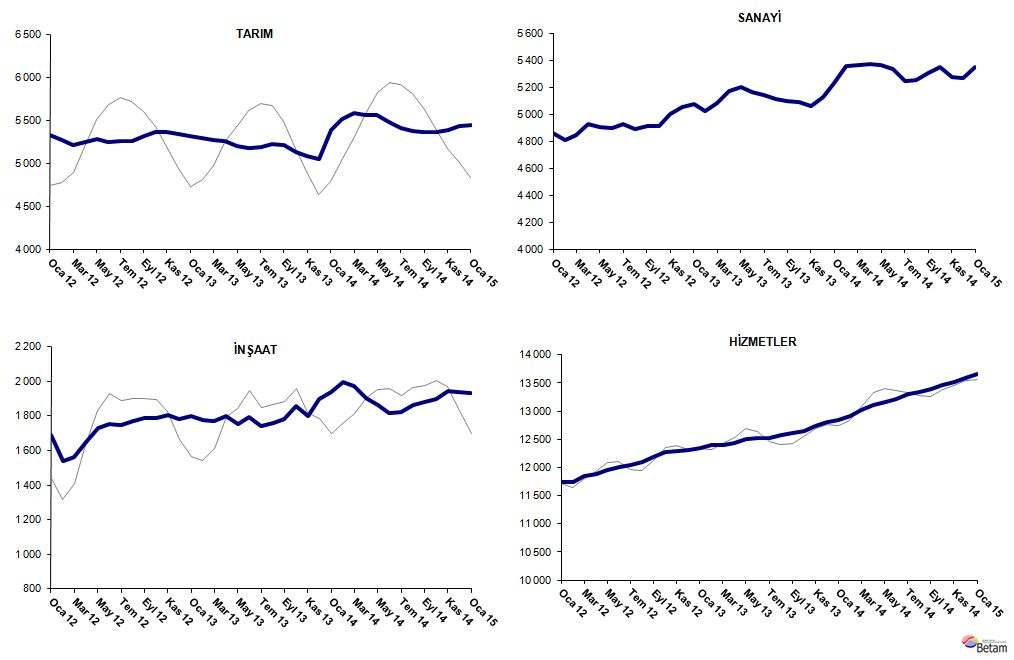 TARIM
6 500
6 000
5 500
5 000
4 500
4 000
Oca 12
Mar 12
May 12
Tem 12
Eyl 12
Kas 12
Oca 13
Mar 13
May 13
Tem 13
Eyl 13
Kas 13
Oca 14
Mar 14
May 14
Tem 14
Eyl 14
Kas 14
Oca 15
SANAYİ
5 600
5 400
5 200
5 000
4 800
4 600
4 400
4 200
4 000
Oca 12
Mar 12
May 12
Tem 12
Eyl 12
Kas 12
Oca 13
Mar 13
May 13
Tem 13
Eyl 13
Kas 13
Oca 14
Mar 14
May 14
Tem 14
Eyl 14
Kas 14
Oca 15
İNŞAAT
2 200
2 000
1 800
1 600
1 400
1 200
1 000
800
Oca 12
Mar 12
May 12
Tem 12
Eyl 12
Kas 12
Oca 13
Mar 13
May 13
Tem 13
Eyl 13
Kas 13
Oca 14
Mar 14
May 14
Tem 14
Eyl 14
Kas 14
Oca 15
HİZMETLER
14 000
13 500
13 000
12 500
12 000
11 500
11 000
10 500
10 000
Oca 12
Mar 12
May 12
Tem 12
Eyl 12
Kas 12
Oca 13
Mar 13
May 13
Tem 13
Eyl 13
Kas 13
Oca 14
Mar 14
May 14
Tem 14
Eyl 14
Kas 14
Oca 15
Betam